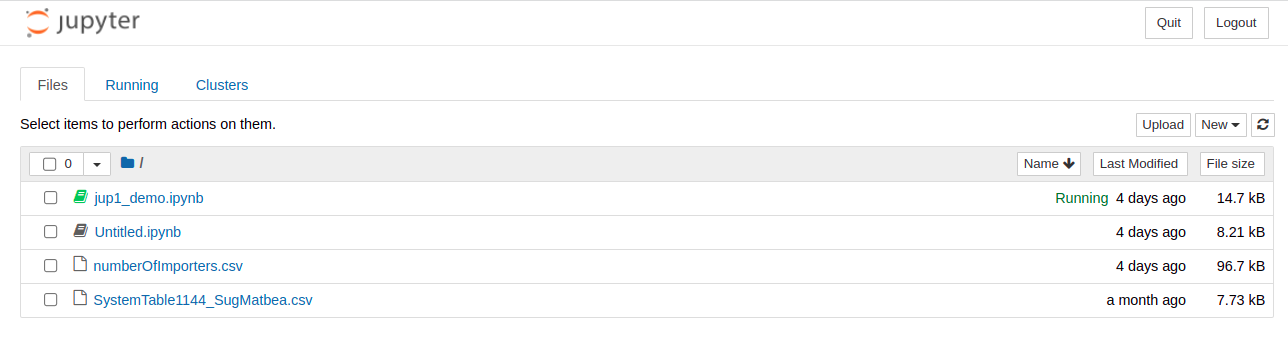 jupyter Quit Logout
Files Running Clusters
Select items to perform actions on them. Upload New
0 / Name Last Modified File size
jup1_demo.ipynb Running 4 days ago 14.7 kB
Untitled.ipynb 4 days ago 8.21 kB
numberOfImporters.csv 4 days ago 96.7 kB
SystemTable1144_SugMatbea.csv a month ago 7.73 kB